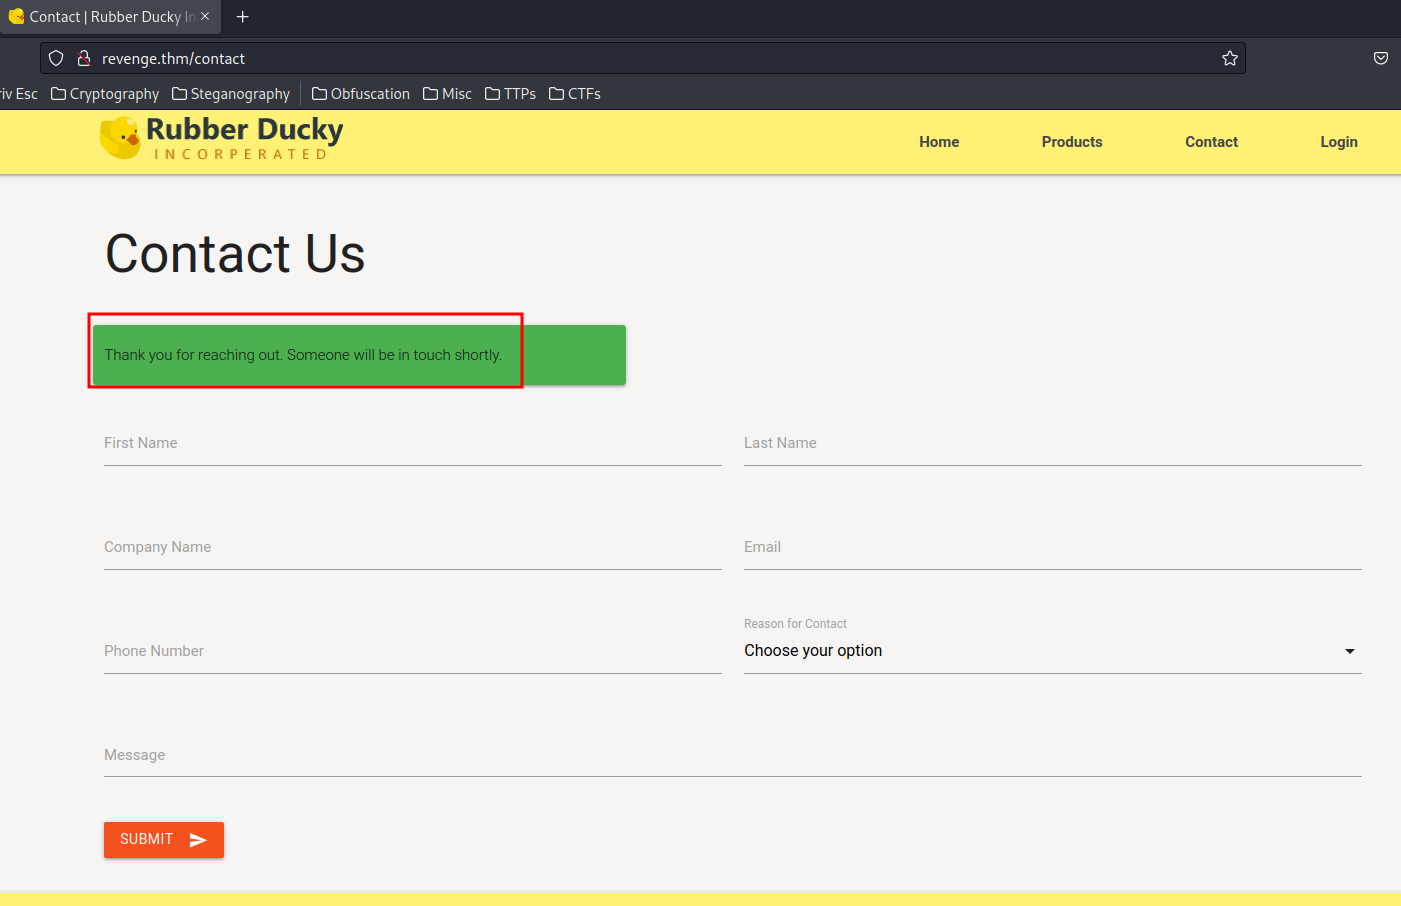 Contact | Rubber Ducky In
revenge.thm/contact
riv Esc Cryptography Steganography Obfuscation Misc TTPs CTFs
Rubber Ducky
INCORPERATED
Home Products Contact Login
Contact Us
Thank you for reaching out. Someone will be in touch shortly.
First Name Last Name
Company Name Email
Reason for Contact
Phone Number Choose your option
Message
SUBMIT